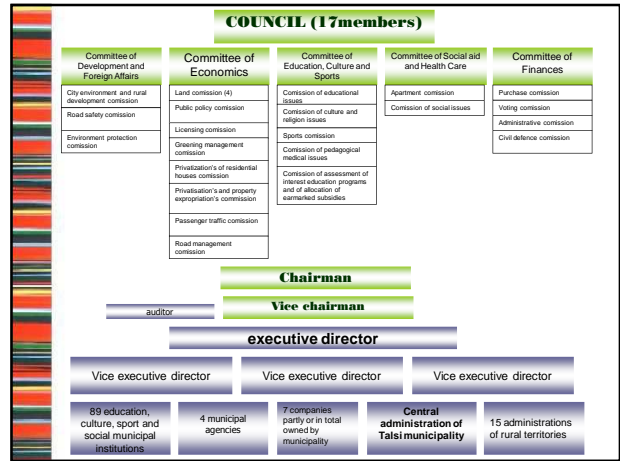 COUNCIL (17members)
Committee of
Development and
Foreign Affairs
City environment and rural
development comission
Road safety comission
Environment protection
comission
Committee of
Economics
Land comission (4)
Public policy comission
Licensing comission
Greening management
comission
Privatization's of residential
houses comission
Privatisation's and property
expropriation's commission
Passenger traffic comission
Road management
comission
Committee of
Education, Culture and
Sports
Comission of educational
issues
Comission of culture and
religion issues
Sports comission
Comission of pedagogical
medical issues
Comission of assessment of
interest education programs
and of allocation of
earmarked subsidies
Committee of Social aid
and Health Care
Apartment comission
Comission of social issues
Committee of
Finances
Purchase comission
Voting comission
Administrative comission
Civil defence comission
Chairman
Vice chairman
auditor
executive director
Vice executive director
Vice executive director
Vice executive director
89 education,
culture, sport and
social municipal
institutions
4 municipal
agencies
7 companies
partly or in total
owned by
municipality
Central
administration of
Talsi municipality
15 administrations
of rural territories